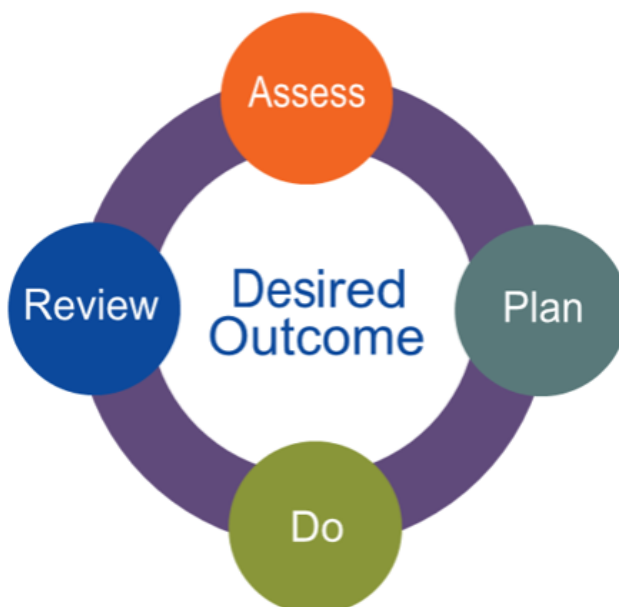 Assess
Plan
Do
Review
Desired
Outcome